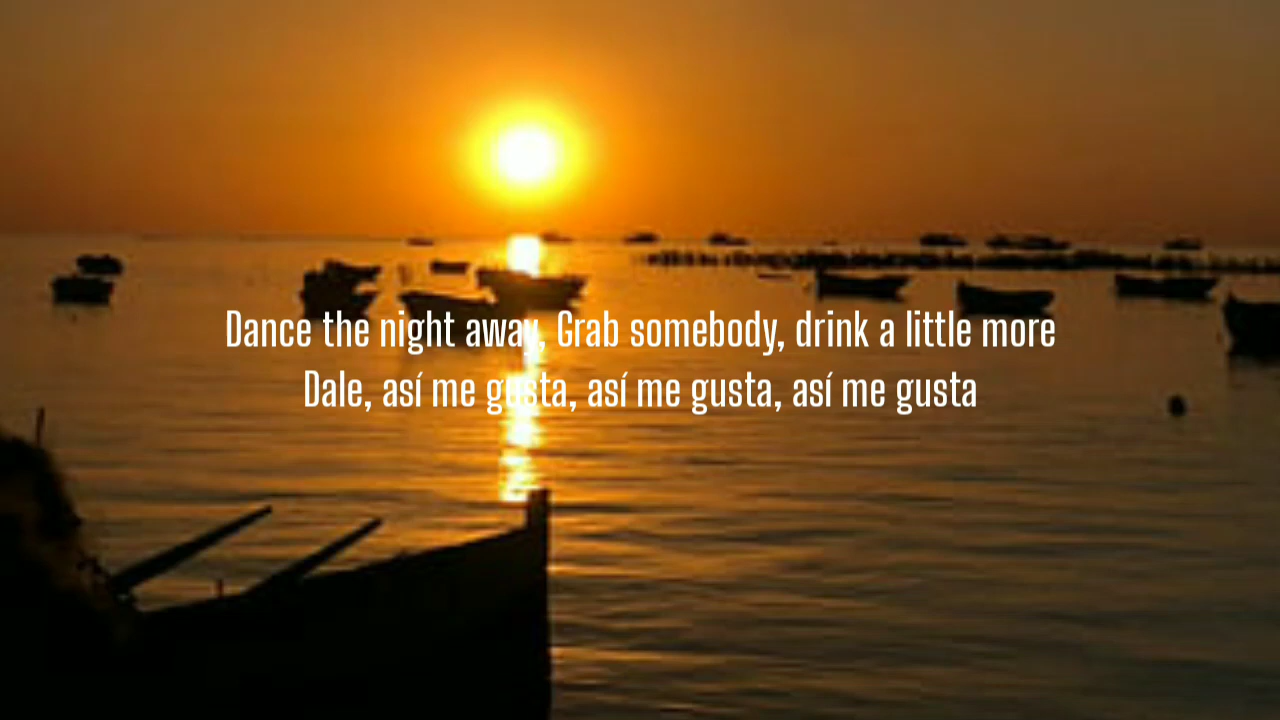 Dance the night away, Grab somebody, drink a little more
Dale, así me gusta, así me gusta, así me gusta